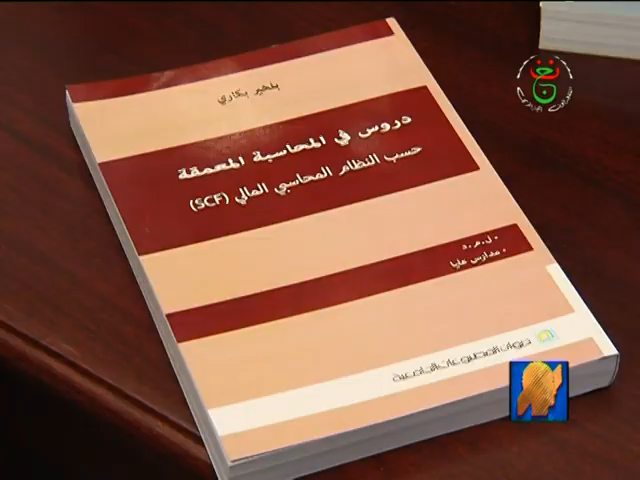 بلخير بكاري
دروس في المحاسبة المعمقة
حسب النظام المحاسبي المالي (SCF)
• ل.م.د
• مدارس عليا
ديوان المطبوعات الجامعية